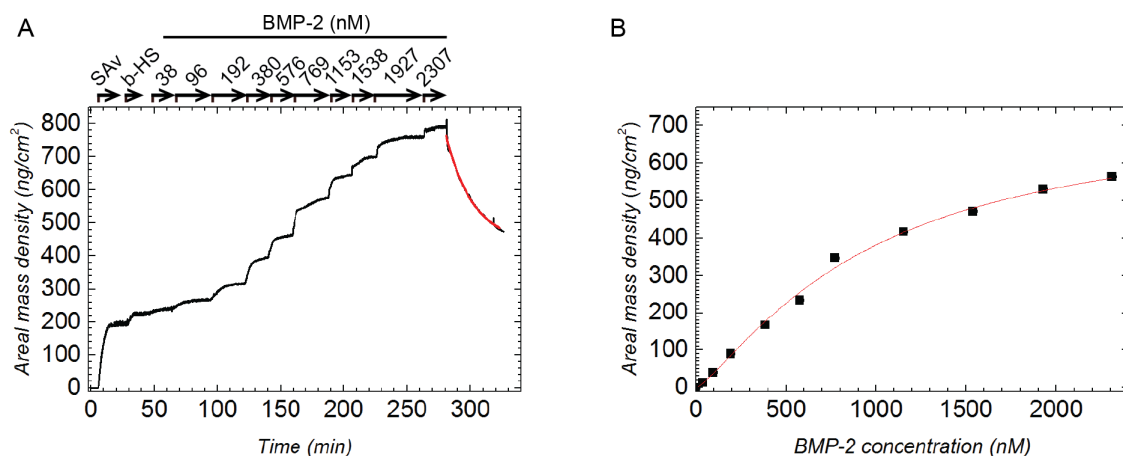 A
BMP-2 (nM)
SAv b-HS 38 96 192 380 576 769 1153 1538 1927 2307
Areal mass density (ng/cm²)
800
700
600
500
400
300
200
100
0
0 50 100 150 200 250 300
Time (min)
B
Areal mass density (ng/cm²)
700
600
500
400
300
200
100
0
0 500 1000 1500 2000
BMP-2 concentration (nM)